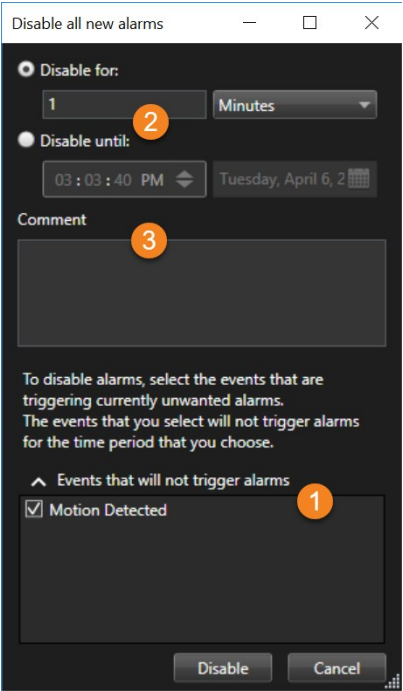 Disable all new alarms
Disable for:
1 Minutes
2
Disable until:
03 : 03 : 40 PM Tuesday, April 6, 2
Comment
3
To disable alarms, select the events that are
triggering currently unwanted alarms.
The events that you select will not trigger alarms
for the time period that you choose.
Events that will not trigger alarms
1
Motion Detected
Disable Cancel